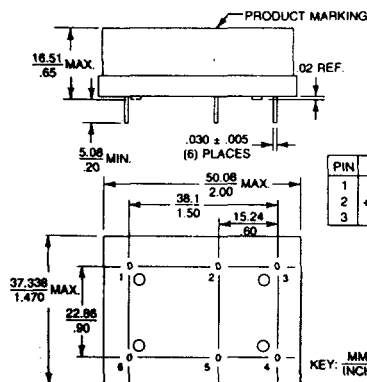 PRODUCT MARKING
16.51
.65 MAX.
.02 REF.
5.08
.20 MIN.
.030 ± .005
(6) PLACES
50.08
2.00 MAX.
38.1
1.50
15.24
.60
PIN
1
2 +
3
37.338
1.470 MAX.
22.86
.90
1 2 3
6 5 4
KEY: MM
INCH